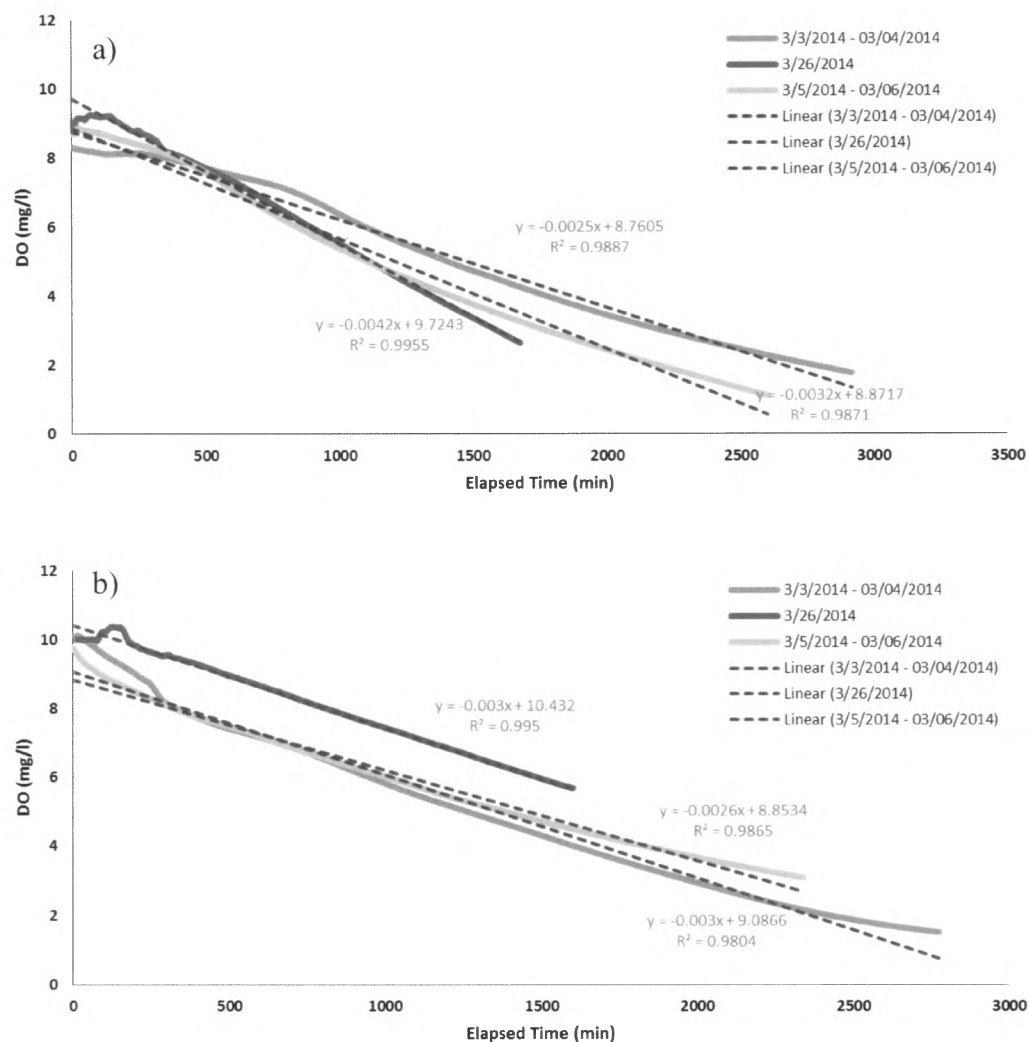 a)
12
10
8
6
4
2
0
DO (mg/l)
0 500 1000 1500 2000 2500 3000 3500
Elapsed Time (min)
3/3/2014 - 03/04/2014
3/26/2014
3/5/2014 - 03/06/2014
Linear (3/3/2014 - 03/04/2014)
Linear (3/26/2014)
Linear (3/5/2014 - 03/06/2014)
y = -0.0025x + 8.7605
R² = 0.9887
y = -0.0042x + 9.7243
R² = 0.9955
y = -0.0032x + 8.8717
R² = 0.9871
b)
12
10
8
6
4
2
0
DO (mg/l)
0 500 1000 1500 2000 2500 3000
Elapsed Time (min)
3/3/2014 - 03/04/2014
3/26/2014
3/5/2014 - 03/06/2014
Linear (3/3/2014 - 03/04/2014)
Linear (3/26/2014)
Linear (3/5/2014 - 03/06/2014)
y = -0.003x + 10.432
R² = 0.995
y = -0.0026x + 8.8534
R² = 0.9865
y = -0.003x + 9.0866
R² = 0.9804